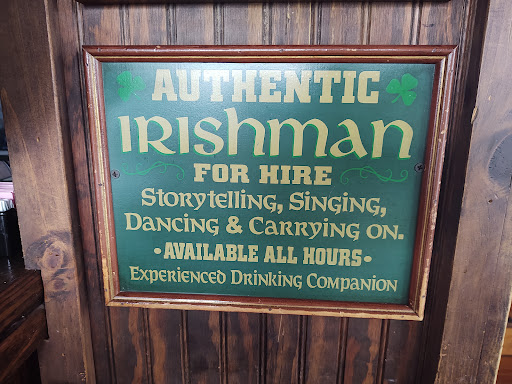 AUTHENTIC
IRISHMAN
FOR HIRE
Storytelling, Singing,
Dancing & Carrying on.
•AVAILABLE ALL HOURS•
Experienced Drinking Companion